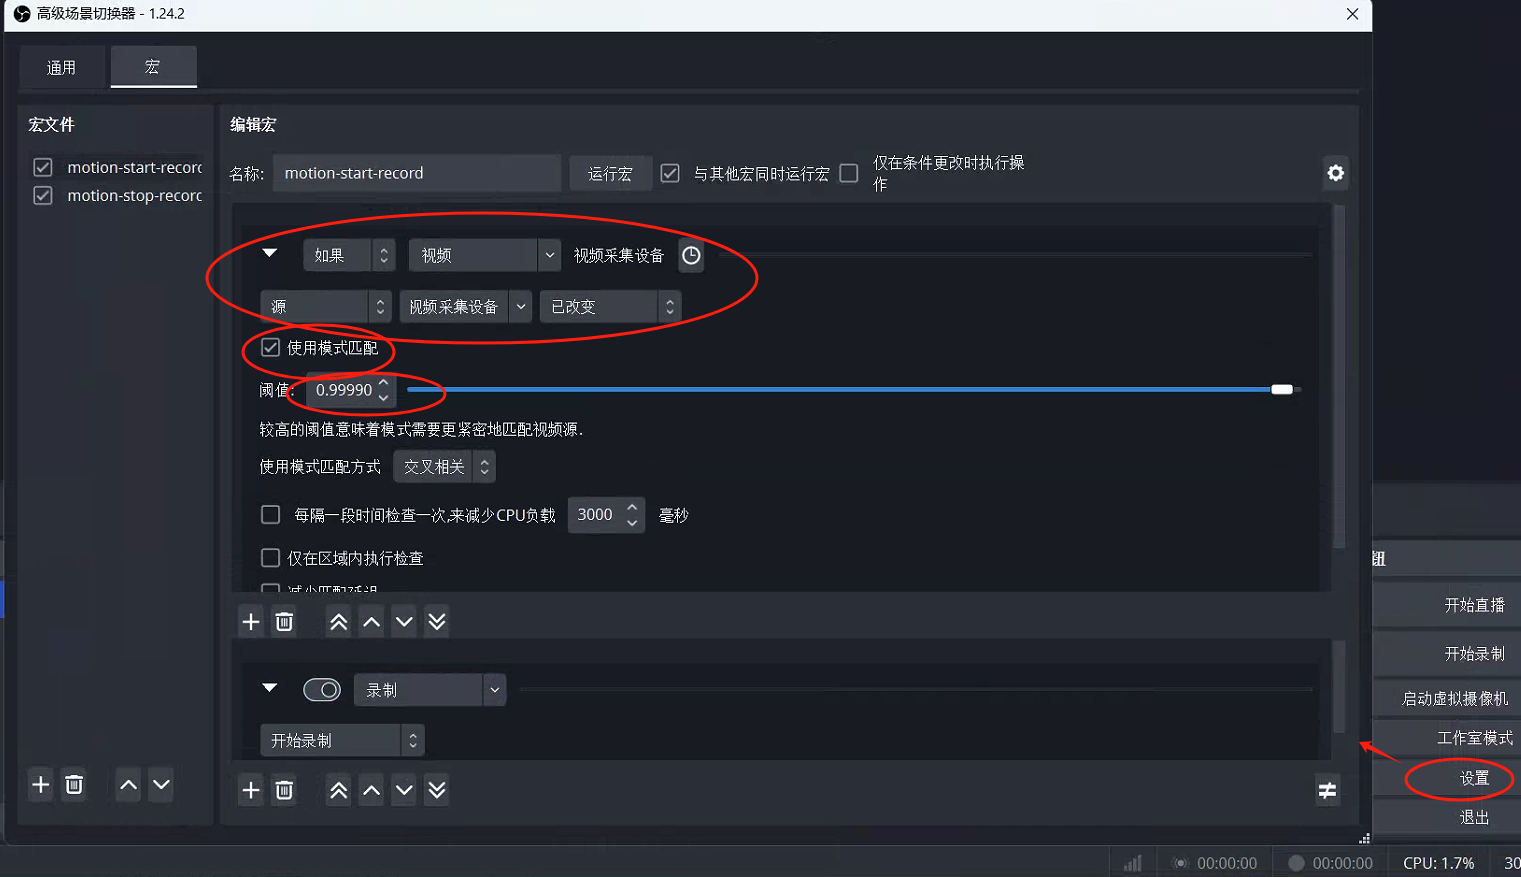 高级场景切换器 - 1.24.2
通用
宏
宏文件
motion-start-recor
motion-stop-recor
编辑宏
名称:
motion-start-record
运行宏
与其他宏同时运行宏
仅在条件更改时执行操
作
如果
视频
视频采集设备
源
视频采集设备
已改变
使用模式匹配
阈值:
0.99990
较高的阈值意味着模式需要更紧密地匹配视频源.
使用模式匹配方式
交叉相关
每隔一段时间检查一次,来减少CPU负载
3000
毫秒
仅在区域内执行检查
录制
开始录制
钮
开始直播
开始录制
启动虚拟摄像机
工作室模式
设置
退出
00:00:00
00:00:00
CPU: 1.7%
30